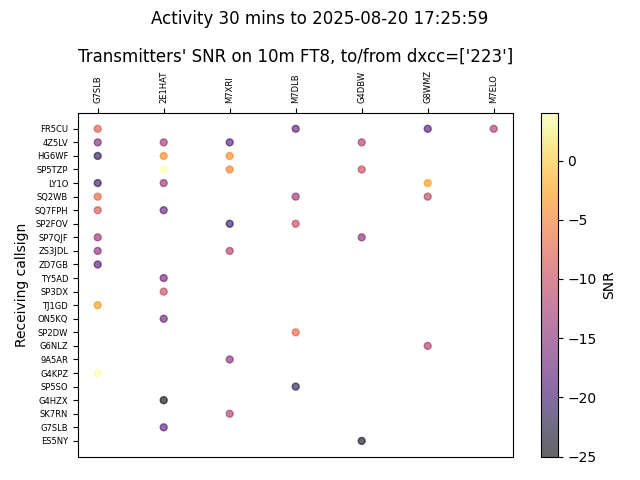 Activity 30 mins to 2025-08-20 17:25:59
Transmitters' SNR on 10m FT8, to/from dxcc=['223']
G7SLB
2E1HAT
M7XRI
M7DLB
G4DBW
G8WMZ
M7ELO
FR5CU
4Z5LV
HG6WF
SP5TZP
LY1O
SQ2WB
SQ7FPH
SP2FOV
SP7QJF
ZS3JDL
ZD7GB
TY5AD
SP3DX
TJ1GD
ON5KQ
SP2DW
G6NLZ
9A5AR
G4KPZ
SP5SO
G4HZX
SK7RN
G7SLB
ES5NY
Receiving callsign
0
−5
−10
−15
−20
−25
SNR